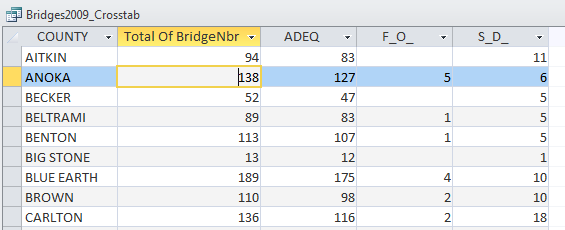 Bridges2009_Crosstab
COUNTY Total Of BridgeNbr ADEQ F_O_ S_D_
AITKIN 94 83 11
ANOKA 138 127 5 6
BECKER 52 47 5
BELTRAMI 89 83 1 5
BENTON 113 107 1 5
BIG STONE 13 12 1
BLUE EARTH 189 175 4 10
BROWN 110 98 2 10
CARLTON 136 116 2 18